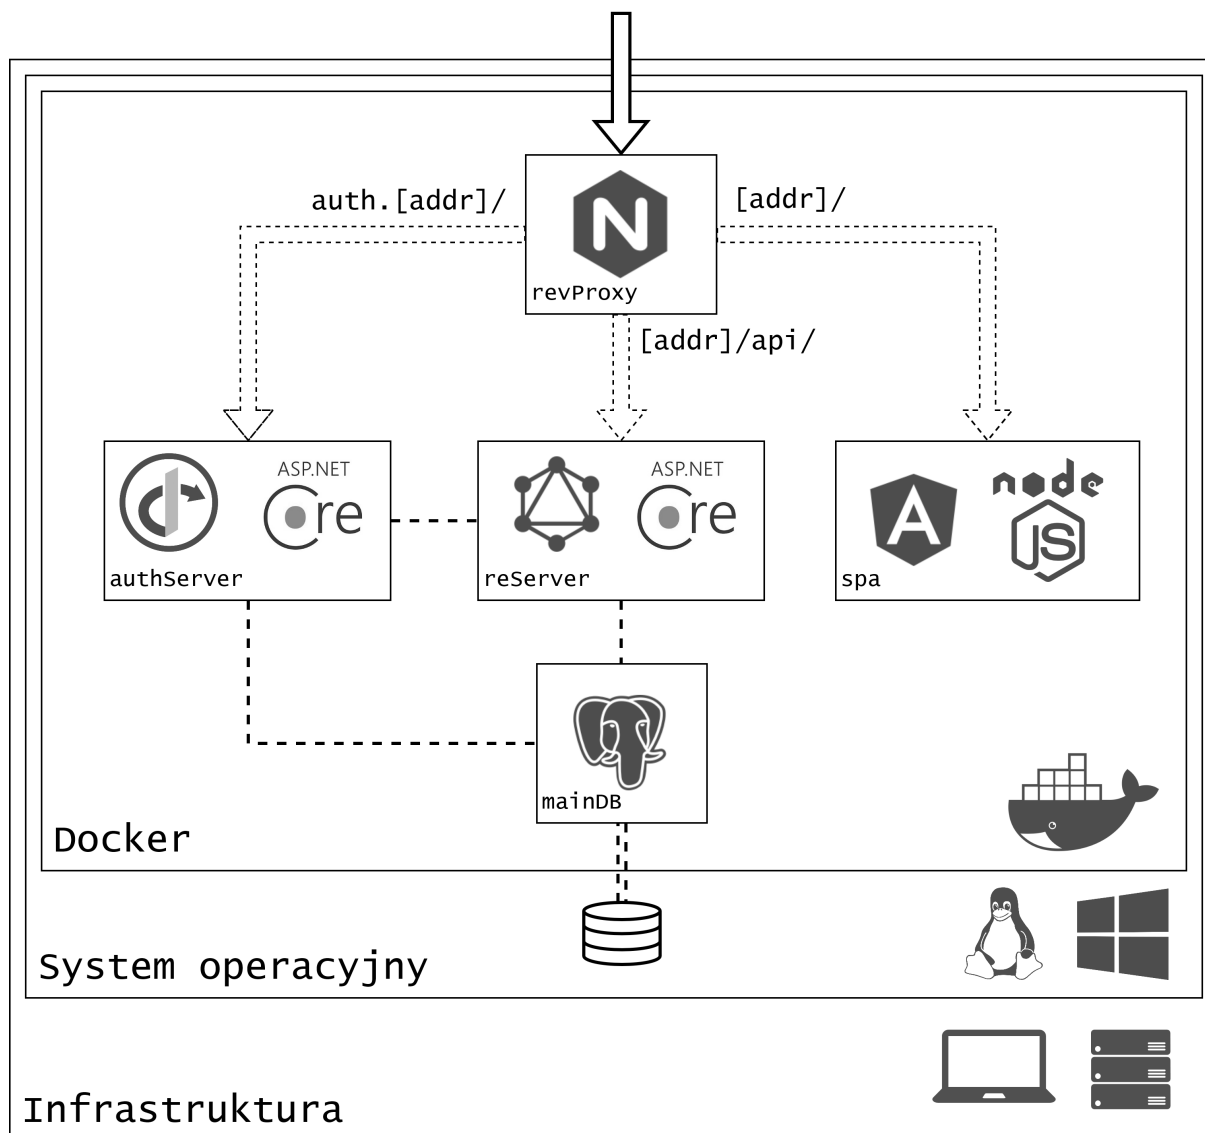 auth.[addr]/
[addr]/
N
revProxy
[addr]/api/
ASP.NET
Core
authServer
ASP.NET
Core
reServer
A
node
JS
spa
mainDB
Docker
System operacyjny
Infrastruktura